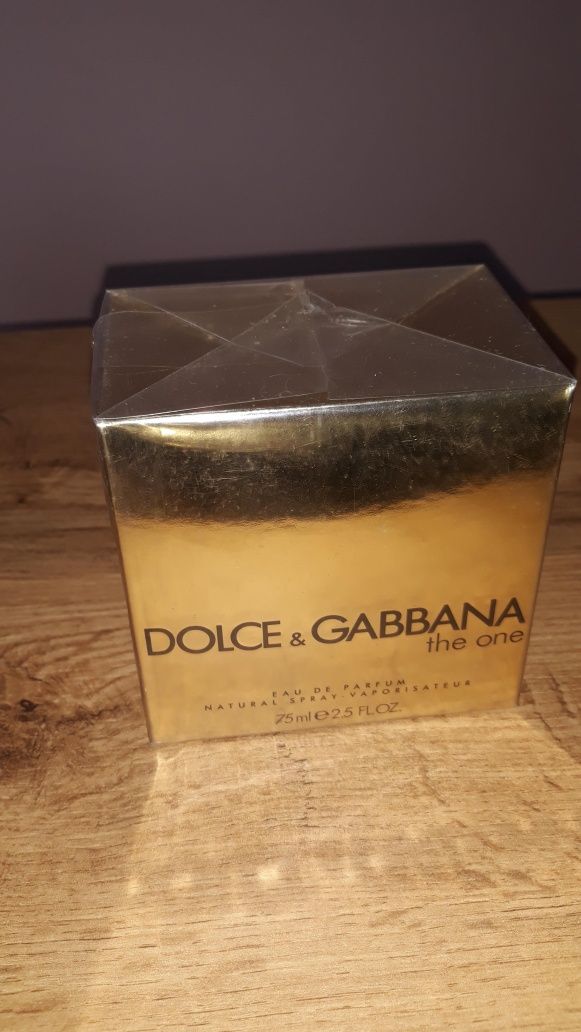 DOLCE & GABBANA
the one
EAU DE PARFUM
NATURAL SPRAY-VAPORISATEUR
75ml e 2.5 FL.OZ.